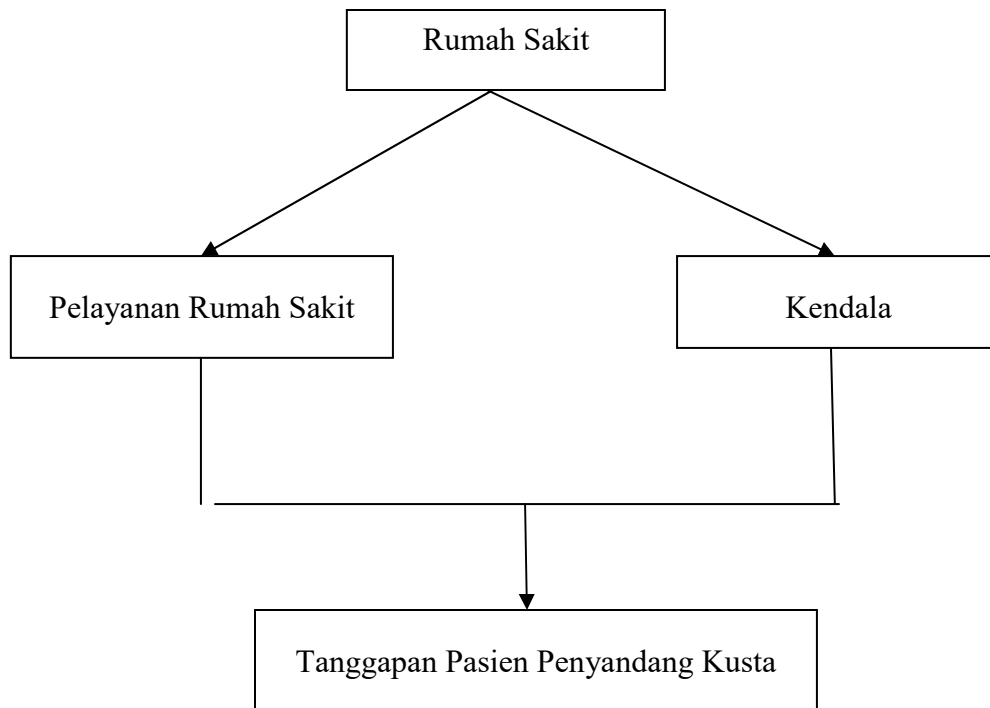 Rumah Sakit
Pelayanan Rumah Sakit
Kendala
Tanggapan Pasien Penyandang Kusta